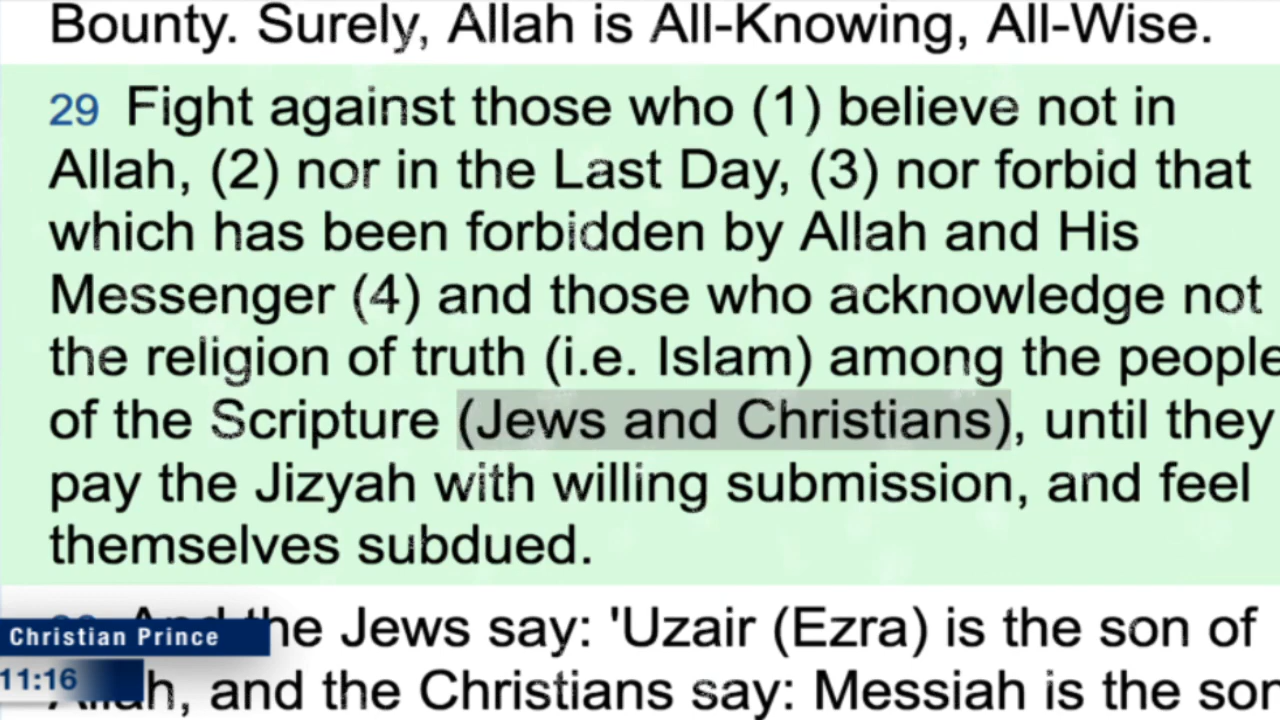 Bounty. Surely, Allah is All-Knowing, All-Wise.
29 Fight against those who (1) believe not in
Allah, (2) nor in the Last Day, (3) nor forbid that
which has been forbidden by Allah and His
Messenger (4) and those who acknowledge not
the religion of truth (i.e. Islam) among the people
of the Scripture (Jews and Christians), until they
pay the Jizyah with willing submission, and feel
themselves subdued.
And the Jews say: 'Uzair (Ezra) is the son of
Christian Prince
h, and the Christians say: Messiah is the son
11:16